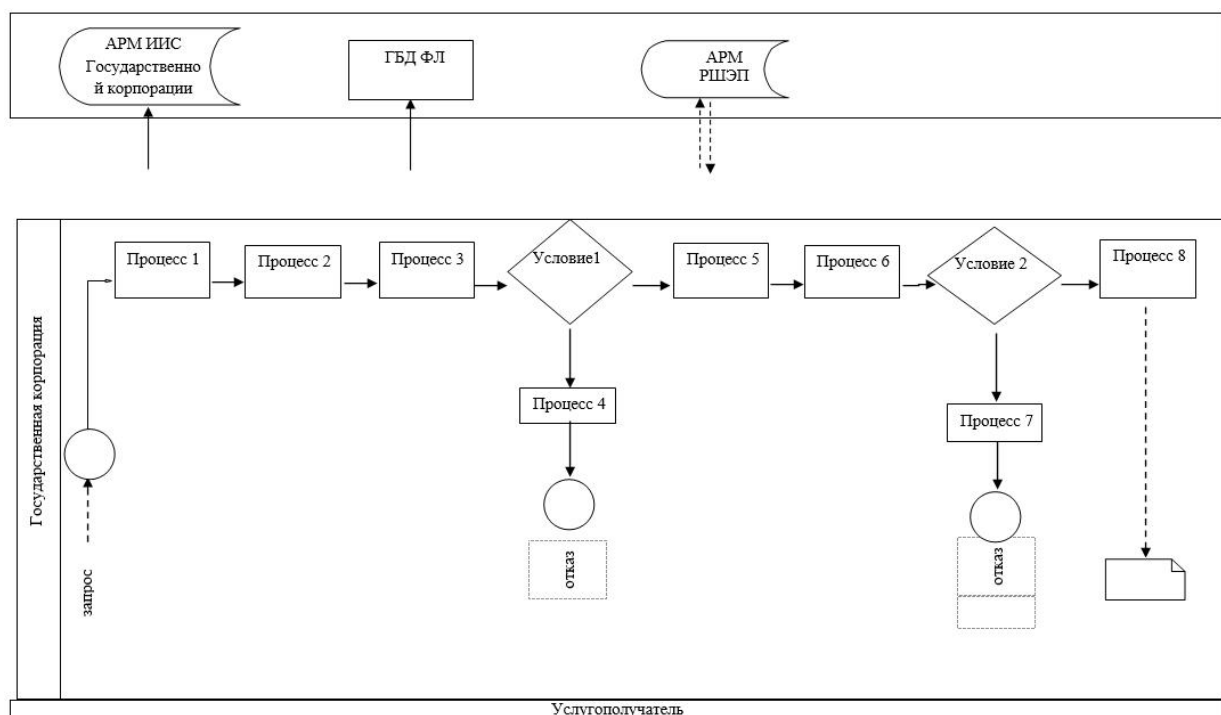 АРМ ИИС
Государственно
й корпорации
ГБД ФЛ
АРМ
РШЭП
Государственная корпорация
Процесс 1
Процесс 2
Процесс 3
Условие1
Процесс 5
Процесс 6
Условие 2
Процесс 8
Процесс 4
Процесс 7
запрос
отказ
отказ
Услугополучатель